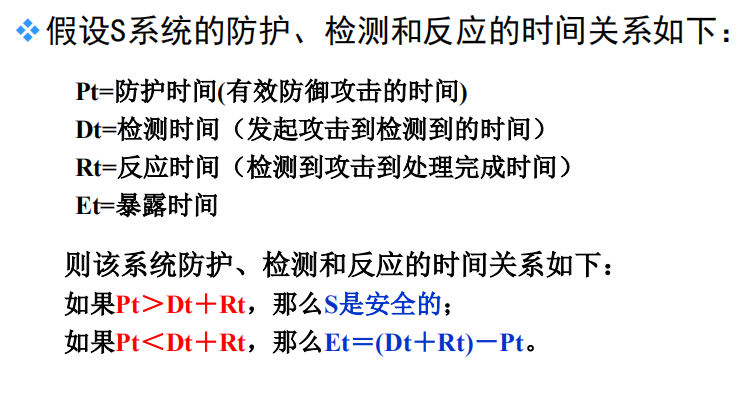 假设S系统的防护、检测和反应的时间关系如下：
Pt=防护时间(有效防御攻击的时间)
Dt=检测时间（发起攻击到检测到的时间）
Rt=反应时间（检测到攻击到处理完成时间）
Et=暴露时间
则该系统防护、检测和反应的时间关系如下：
如果Pt＞Dt＋Rt，那么S是安全的；
如果Pt＜Dt＋Rt，那么Et＝(Dt＋Rt)－Pt。